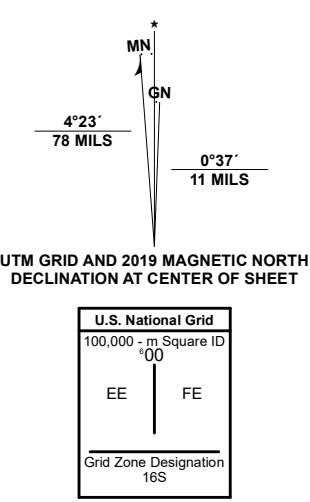 ★
MN
GN
4°23´
78 MILS
0°37´
11 MILS
UTM GRID AND 2019 MAGNETIC NORTH
DECLINATION AT CENTER OF SHEET
U.S. National Grid
100,000 - m Square ID
⁶00
EE FE
Grid Zone Designation
16S